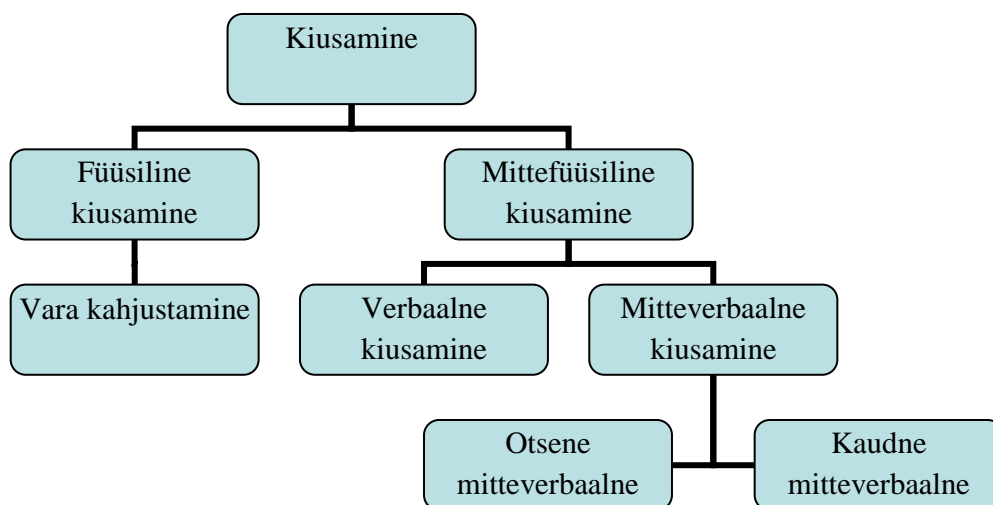 Kiusamine
Füüsiline
kiusamine
Mittefüüsiline
kiusamine
Vara kahjustamine
Verbaalne
kiusamine
Mitteverbaalne
kiusamine
Otsene
mitteverbaalne
Kaudne
mitteverbaalne